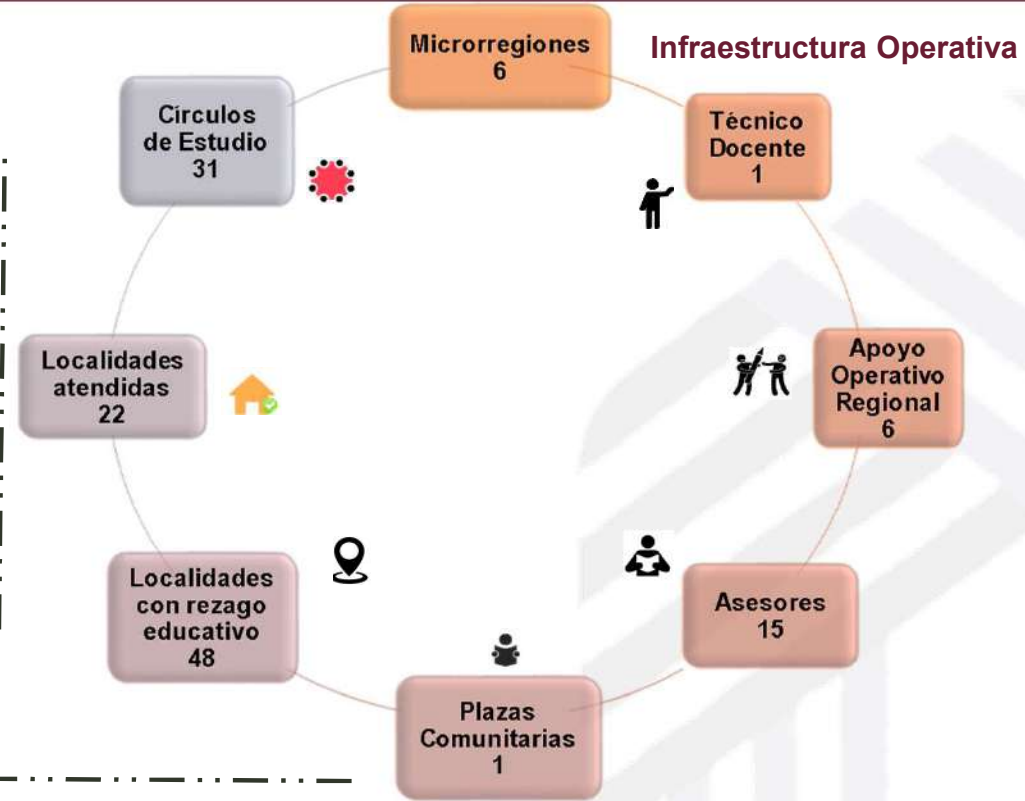 Infraestructura Operativa
Microrregiones
6
Técnico
Docente
1
Apoyo
Operativo
Regional
6
Asesores
15
Plazas
Comunitarias
1
Localidades
con rezago
educativo
48
Localidades
atendidas
22
Círculos
de Estudio
31